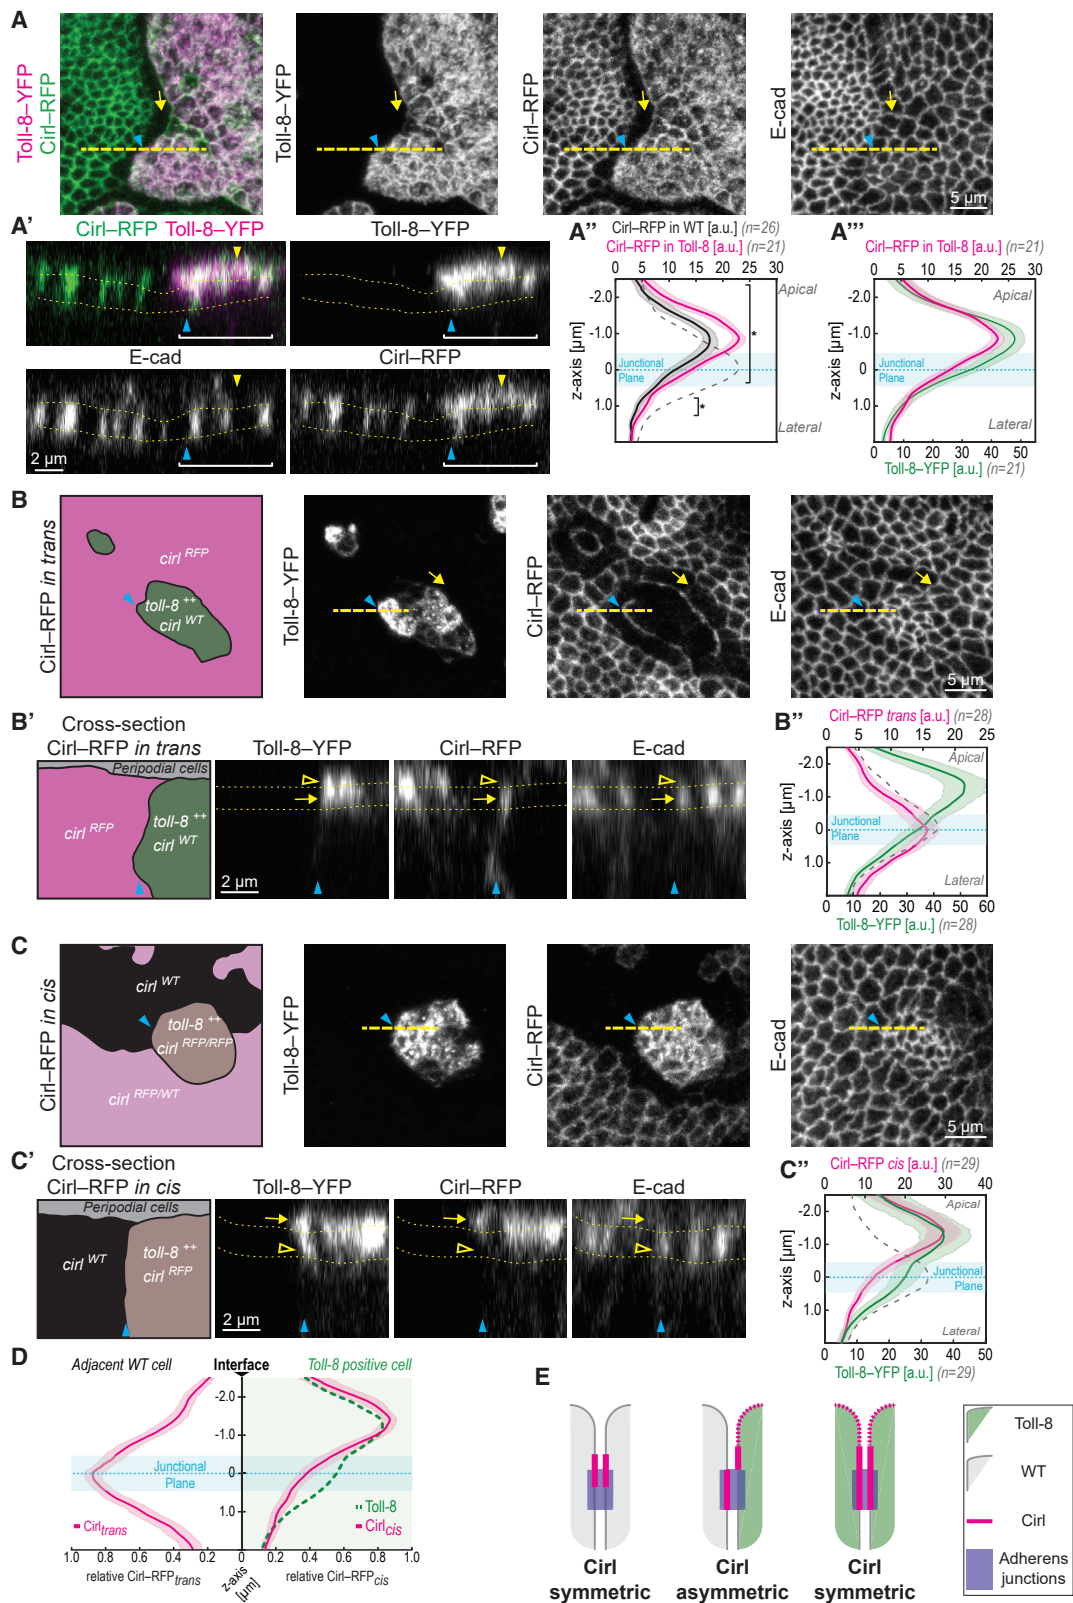 A
Toll-8–YFP
Cirl–RFP
Toll-8–YFP
Cirl–RFP
E-cad
5 µm
A'
Cirl–RFP Toll-8–YFP
Toll-8–YFP
E-cad
Cirl–RFP
2 µm
A''
Cirl–RFP in WT [a.u.] (n=26)
Cirl–RFP in Toll-8 [a.u.] (n=21)
0 5 10 15 20 25 30
Apical
-2.0
-1.0
0
1.0
z-axis [µm]
Junctional
Plane
*
*
Lateral
A'''
Cirl–RFP in Toll-8 [a.u.] (n=21)
0 5 10 15 20 25 30
Apical
-2.0
-1.0
0
1.0
z-axis [µm]
Junctional
Plane
Lateral
0 10 20 30 40 50
Toll-8–YFP [a.u.] (n=21)
B
Cirl–RFP in trans
cirl RFP
toll-8 ++
cirl WT
Toll-8–YFP
Cirl–RFP
E-cad
5 µm
B'
Cross-section
Cirl–RFP in trans
Peripodial cells
cirl RFP
toll-8 ++
cirl WT
Toll-8–YFP
Cirl–RFP
E-cad
2 µm
B''
Cirl–RFP trans [a.u.] (n=28)
0 5 10 15 20 25
Apical
-2.0
-1.0
0
1.0
z-axis [µm]
Junctional
Plane
Lateral
0 10 20 30 40 50 60
Toll-8–YFP [a.u.] (n=28)
C
Cirl–RFP in cis
cirl WT
toll-8 ++
cirl RFP/RFP
cirl RFP/WT
Toll-8–YFP
Cirl–RFP
E-cad
5 µm
C'
Cross-section
Cirl–RFP in cis
Peripodial cells
cirl WT
toll-8 ++
cirl RFP
Toll-8–YFP
Cirl–RFP
E-cad
2 µm
C''
Cirl–RFP cis [a.u.] (n=29)
0 10 20 30 40
Apical
-2.0
-1.0
0
1.0
z-axis [µm]
Junctional
Plane
Lateral
0 10 20 30 40 50
Toll-8–YFP [a.u.] (n=29)
D
Adjacent WT cell
Interface
Toll-8 positive cell
-2.0
-1.0
0
1.0
Junctional
Plane
Cirltrans
Toll-8
Cirlcis
1.0 0.8 0.6 0.4 0.2 0 0.2 0.4 0.6 0.8 1.0
relative Cirl–RFPtrans
z-axis
[µm]
relative Cirl–RFPcis
E
Cirl
symmetric
Cirl
asymmetric
Cirl
symmetric
Toll-8
WT
Cirl
Adherens
junctions